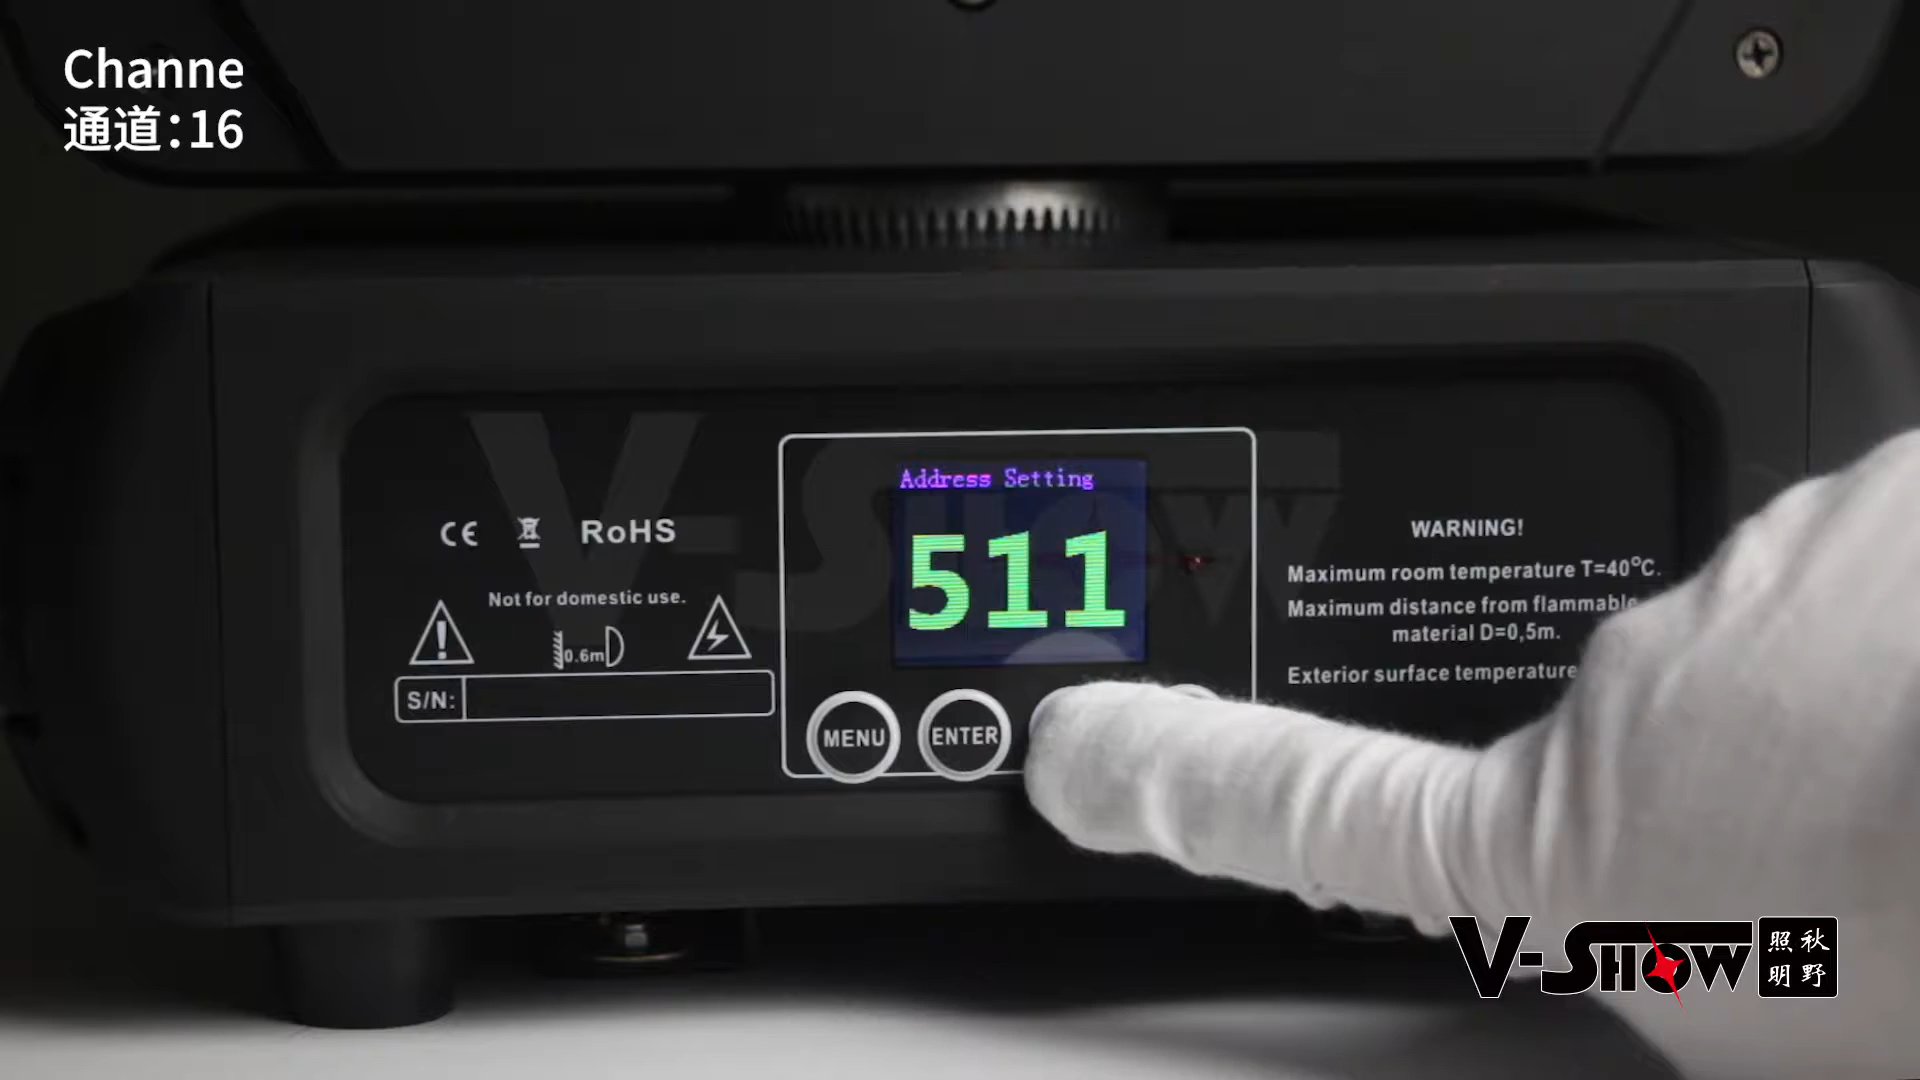 Channe
通道:16
Address Setting
511
CE
RoHS
Not for domestic use.
0.6m
S/N:
MENU
ENTER
WARNING!
Maximum room temperature T=40°C.
Maximum distance from flammable
material D=0,5m.
Exterior surface temperature
V-SHOW
V-SHOW
秋野
照明